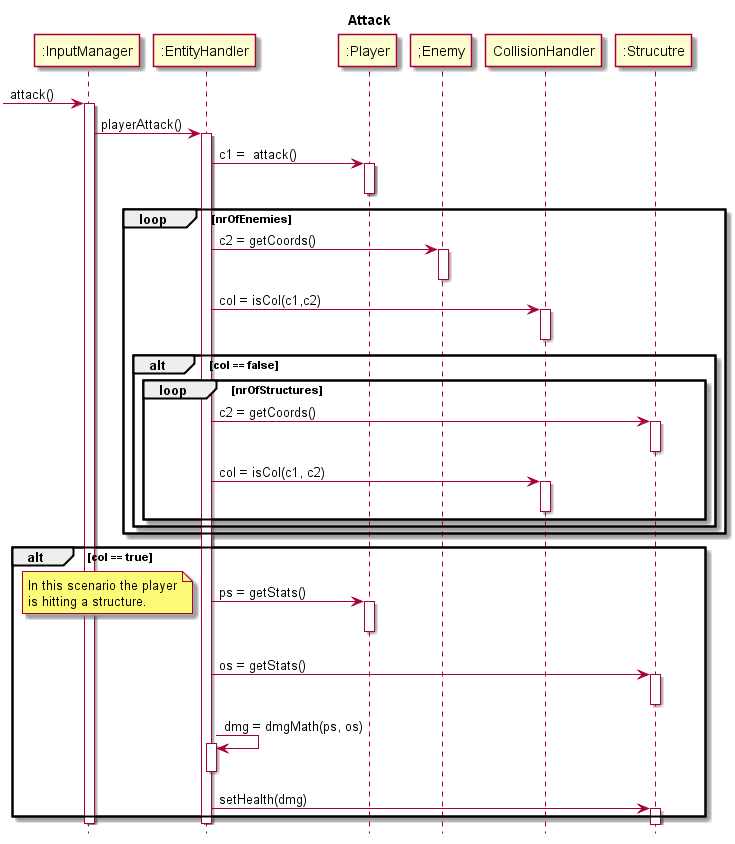 Attack
:InputManager
:EntityHandler
:Player
;Enemy
CollisionHandler
:Strucutre
attack()
playerAttack()
c1 =  attack()
loop
[nrOfEnemies]
c2 = getCoords()
col = isCol(c1,c2)
alt
[col == false]
loop
[nrOfStructures]
c2 = getCoords()
col = isCol(c1, c2)
alt
[col == true]
In this scenario the player
is hitting a structure.
ps = getStats()
os = getStats()
dmg = dmgMath(ps, os)
setHealth(dmg)